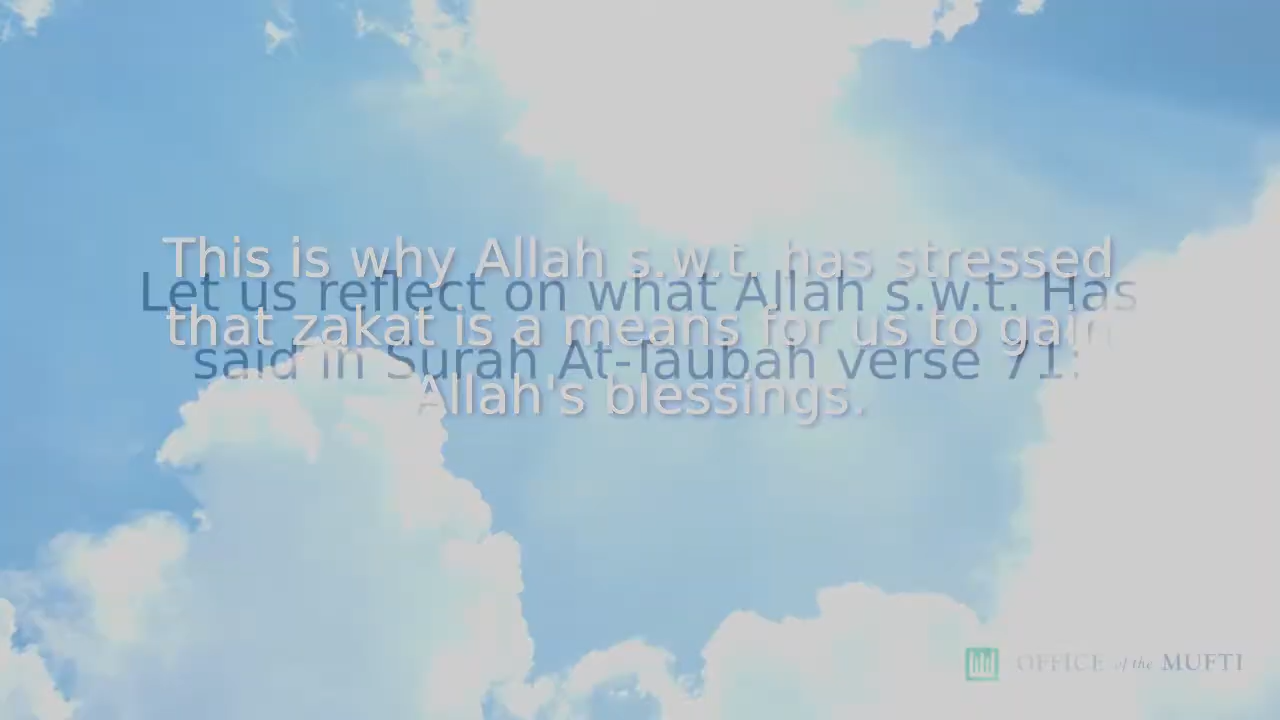 This is why Allah s.w.t. has stressed
that zakat is a means for us to gain
Allah's blessings.
Let us reflect on what Allah s.w.t. Has
said in Surah At-Taubah verse 71:
OFFICE of the MUFTI